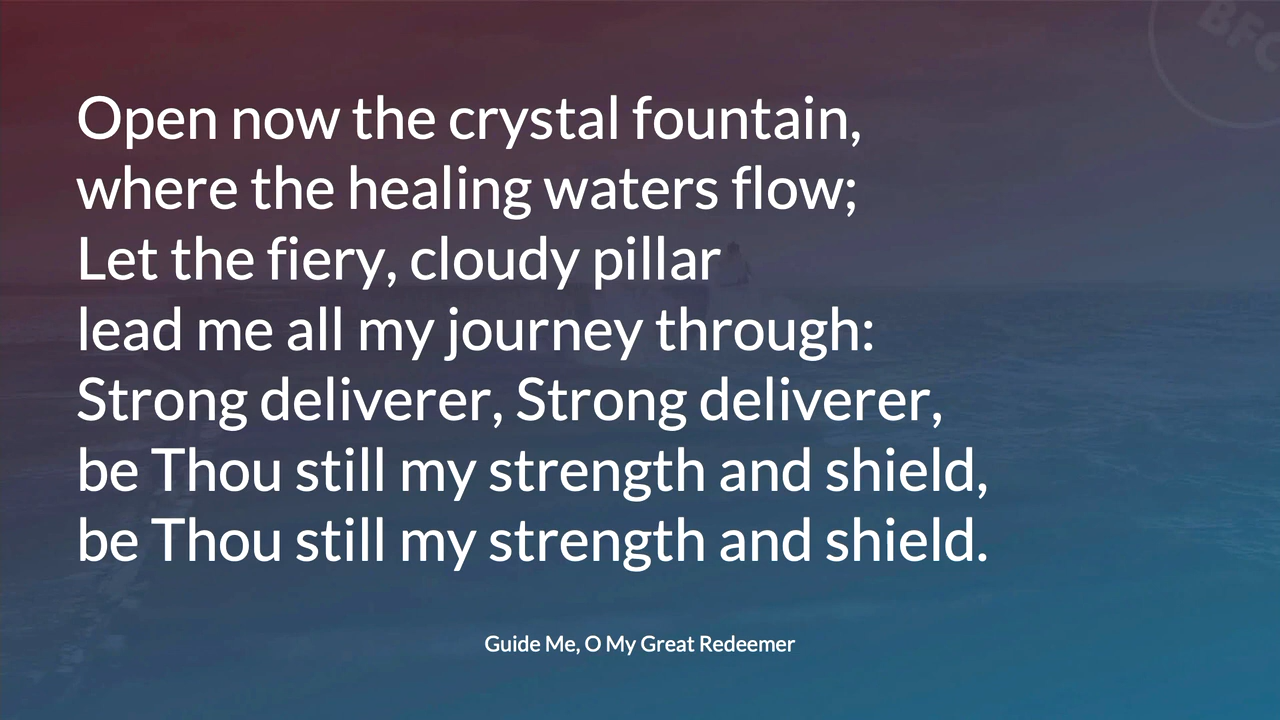 BFC
Open now the crystal fountain,
where the healing waters flow;
Let the fiery, cloudy pillar
lead me all my journey through:
Strong deliverer, Strong deliverer,
be Thou still my strength and shield,
be Thou still my strength and shield.
Guide Me, O My Great Redeemer